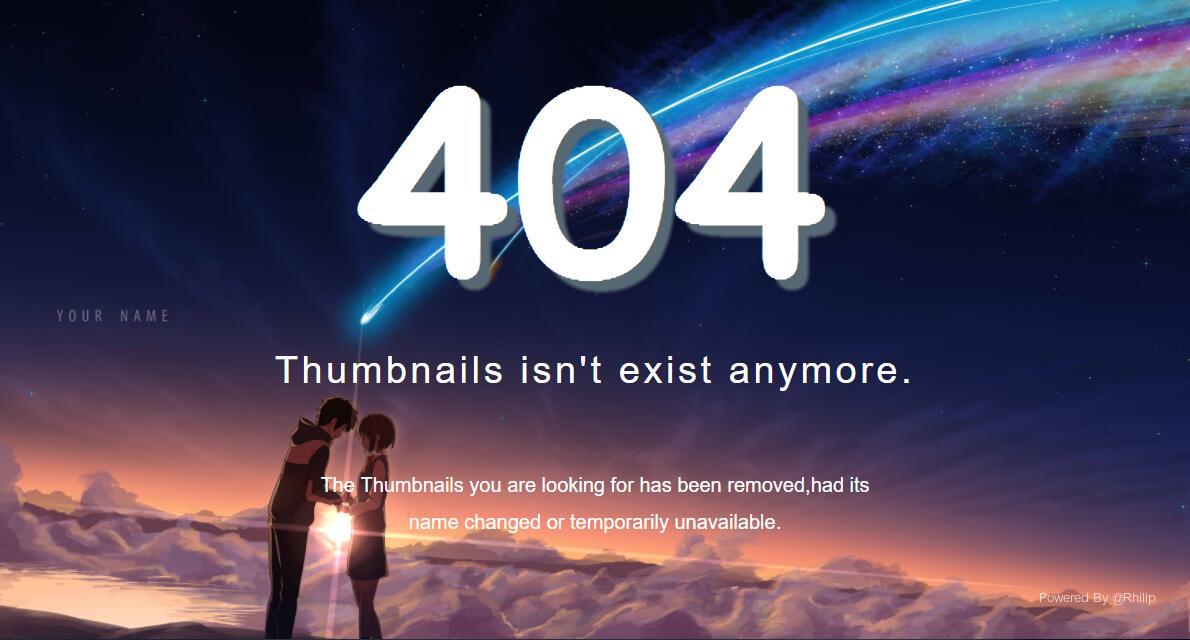 404
YOUR NAME
Thumbnails isn't exist anymore.
The Thumbnails you are looking for has been removed,had its
name changed or temporarily unavailable.
Powered By @Rhilip